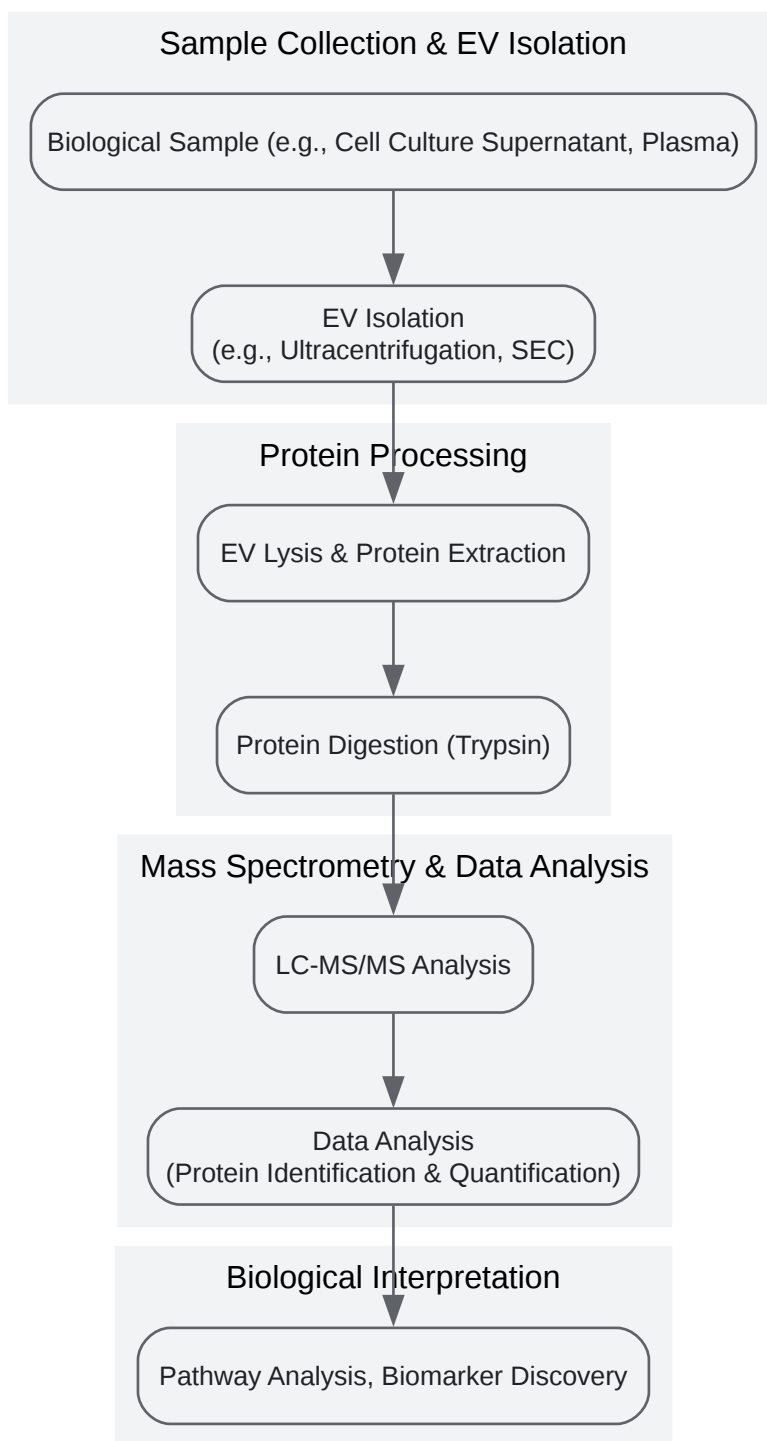 Sample Collection & EV Isolation
Biological Sample (e.g., Cell Culture Supernatant, Plasma)
EV Isolation
(e.g., Ultracentrifugation, SEC)
Protein Processing
EV Lysis & Protein Extraction
Protein Digestion (Trypsin)
Mass Spectrometry & Data Analysis
LC-MS/MS Analysis
Data Analysis
(Protein Identification & Quantification)
Biological Interpretation
Pathway Analysis, Biomarker Discovery